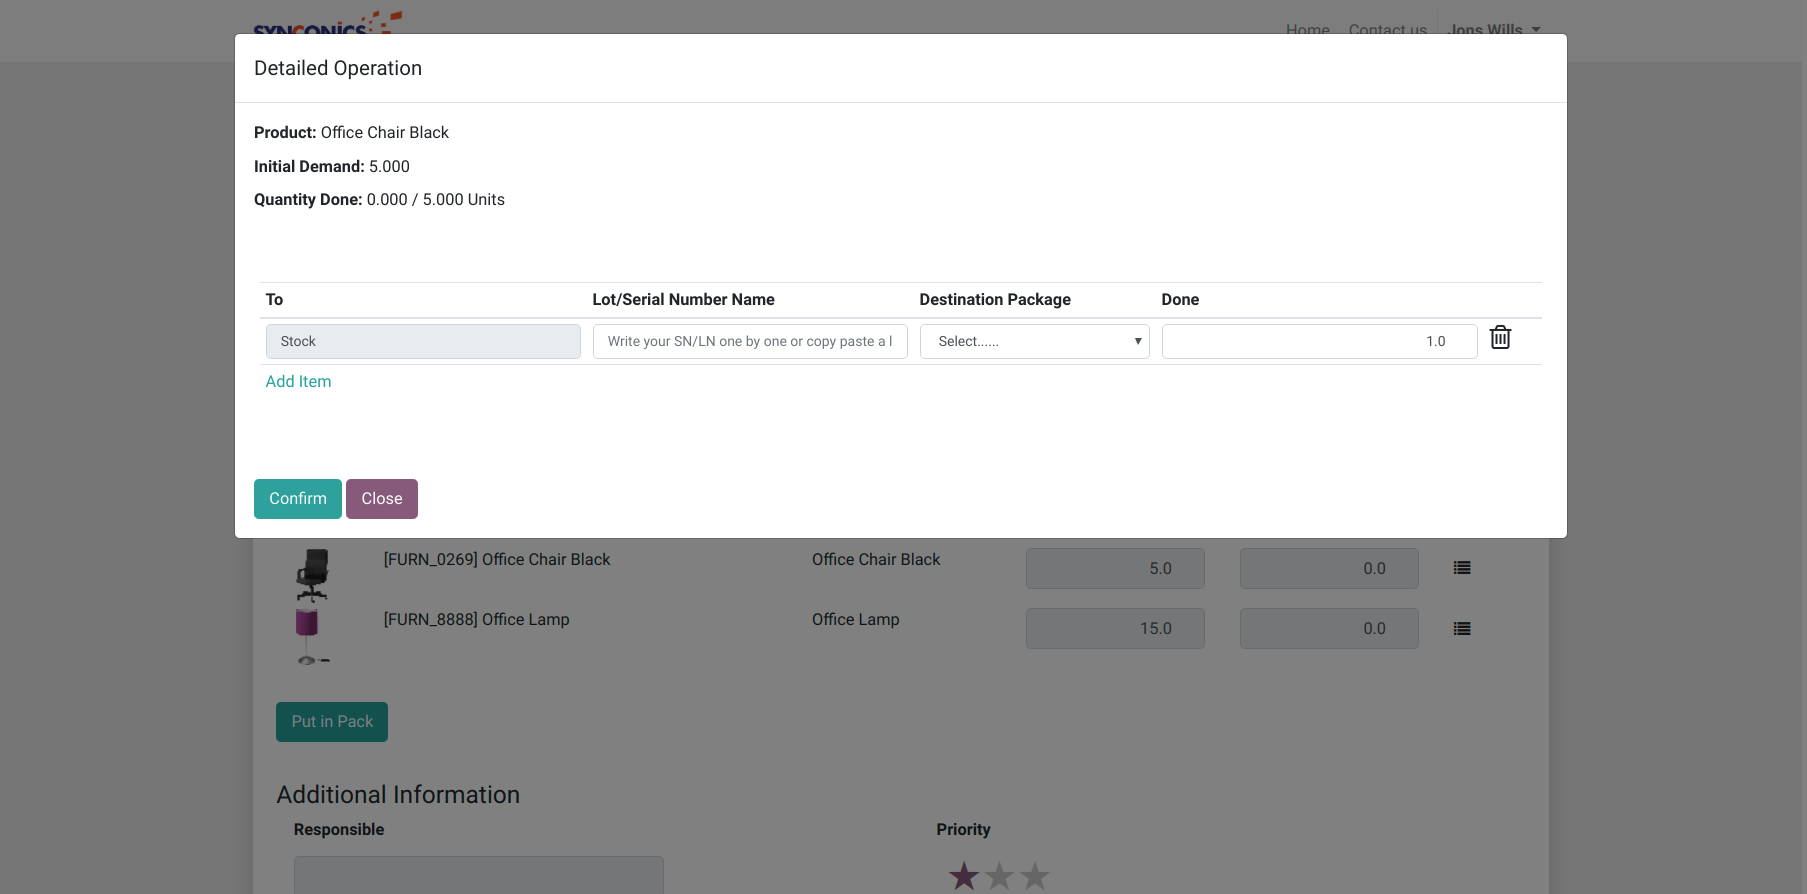 SYNCONICS
Home Contact us Jons Wills
Detailed Operation
Product: Office Chair Black
Initial Demand: 5.000
Quantity Done: 0.000 / 5.000 Units
To Lot/Serial Number Name Destination Package Done
Stock Write your SN/LN one by one or copy paste a l Select...... 1.0
Add Item
Confirm Close
[FURN_0269] Office Chair Black Office Chair Black 5.0 0.0
[FURN_8888] Office Lamp Office Lamp 15.0 0.0
Put in Pack
Additional Information
Responsible Priority